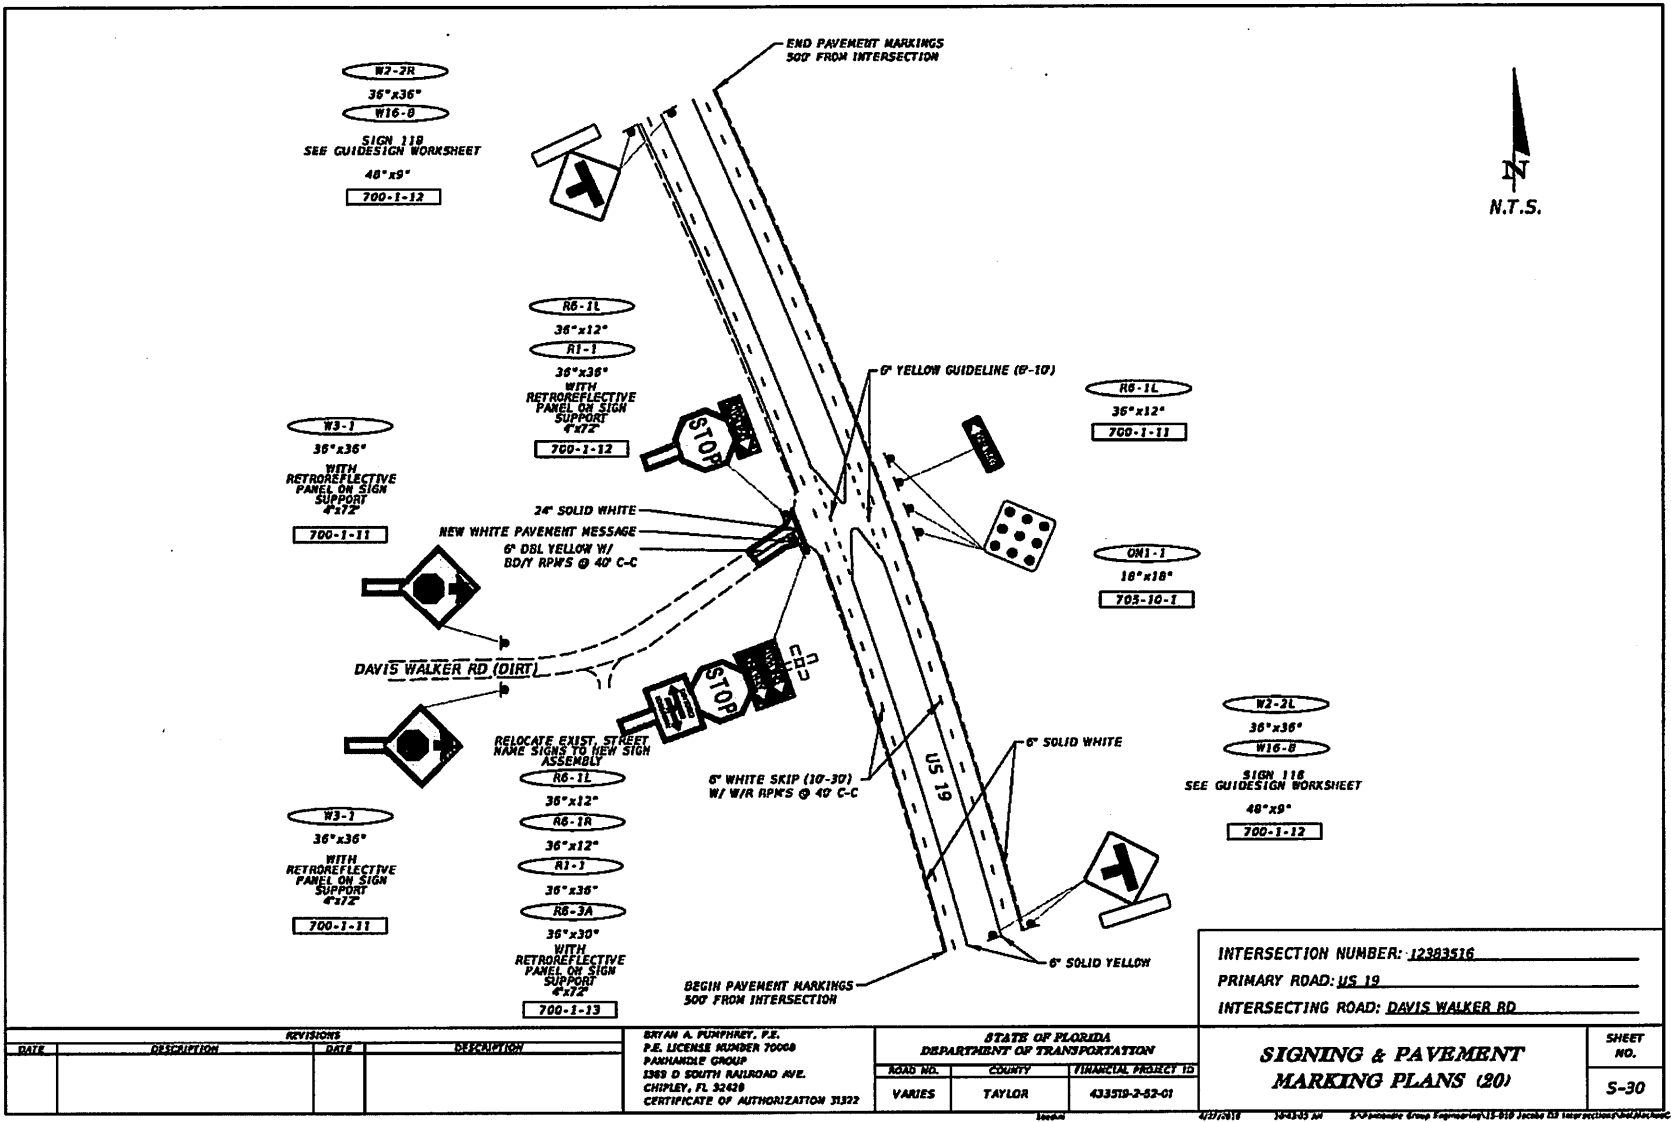 END PAVEMENT MARKINGS
500' FROM INTERSECTION
W2-2R
36"x36"
W16-8
SIGN 118
SEE GUIDESIGN WORKSHEET
48"x9"
700-1-12
N.T.S.
R6-1L
36"x12"
R1-1
36"x36"
WITH
RETROREFLECTIVE
PANEL ON SIGN
SUPPORT
4"x72"
700-1-12
STOP
6" YELLOW GUIDELINE (6'-10')
R6-1L
36"x12"
700-1-11
W3-1
36"x36"
WITH
RETROREFLECTIVE
PANEL ON SIGN
SUPPORT
4"x72"
700-1-11
24" SOLID WHITE
NEW WHITE PAVEMENT MESSAGE
6" DBL YELLOW W/
BD/Y RPM'S @ 40' C-C
OM1-1
18"x18"
705-10-1
DAVIS WALKER RD (DIRT)
STOP
RELOCATE EXIST. STREET
NAME SIGNS TO NEW SIGN
ASSEMBLY
R6-1L
36"x12"
R6-1R
36"x12"
R1-1
36"x36"
R6-3A
36"x30"
WITH
RETROREFLECTIVE
PANEL ON SIGN
SUPPORT
4"x72"
700-1-13
W3-1
36"x36"
WITH
RETROREFLECTIVE
PANEL ON SIGN
SUPPORT
4"x72"
700-1-11
6" WHITE SKIP (10'-30')
W/ W/R RPM'S @ 40' C-C
US 19
6" SOLID WHITE
W2-2L
36"x36"
W16-8
SIGN 118
SEE GUIDESIGN WORKSHEET
48"x9"
700-1-12
6" SOLID YELLOW
BEGIN PAVEMENT MARKINGS
500' FROM INTERSECTION
INTERSECTION NUMBER: 12383516
PRIMARY ROAD: US 19
INTERSECTING ROAD: DAVIS WALKER RD
REVISIONS
DATE DESCRIPTION DATE DESCRIPTION
BRYAN A. PUMPHREY, P.E.
P.E. LICENSE NUMBER 70008
PANHANDLE GROUP
1389 D SOUTH RAILROAD AVE.
CHIPLEY, FL 32428
CERTIFICATE OF AUTHORIZATION 31322
STATE OF FLORIDA
DEPARTMENT OF TRANSPORTATION
ROAD NO. COUNTY FINANCIAL PROJECT ID
VARIES TAYLOR 433519-2-52-01
SIGNING & PAVEMENT
MARKING PLANS (20)
SHEET
NO.
S-30